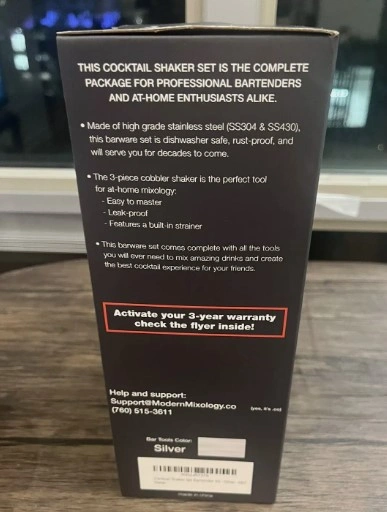 THIS COCKTAIL SHAKER SET IS THE COMPLETE
PACKAGE FOR PROFESSIONAL BARTENDERS
AND AT-HOME ENTHUSIASTS ALIKE.
• Made of high grade stainless steel (SS304 & SS430),
this barware set is dishwasher safe, rust-proof, and
will serve you for decades to come.
• The 3-piece cobbler shaker is the perfect tool
for at-home mixology:
- Easy to master
- Leak-proof
- Features a built-in strainer
• This barware set comes complete with all the tools
you will ever need to mix amazing drinks and create
the best cocktail experience for your friends.
Activate your 3-year warranty
check the flyer inside!
Help and support:
Support@ModernMixology.co (yes, it's .co)
(760) 515-3611
Bar Tools Color:
Silver
made in china